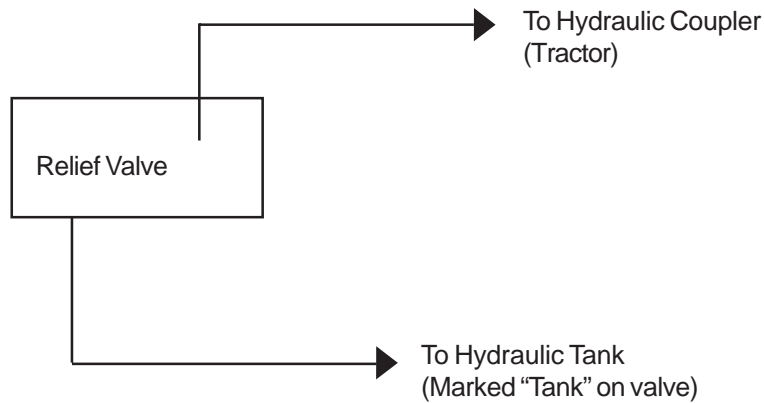 To Hydraulic Coupler
(Tractor)
Relief Valve
To Hydraulic Tank
(Marked “Tank” on valve)